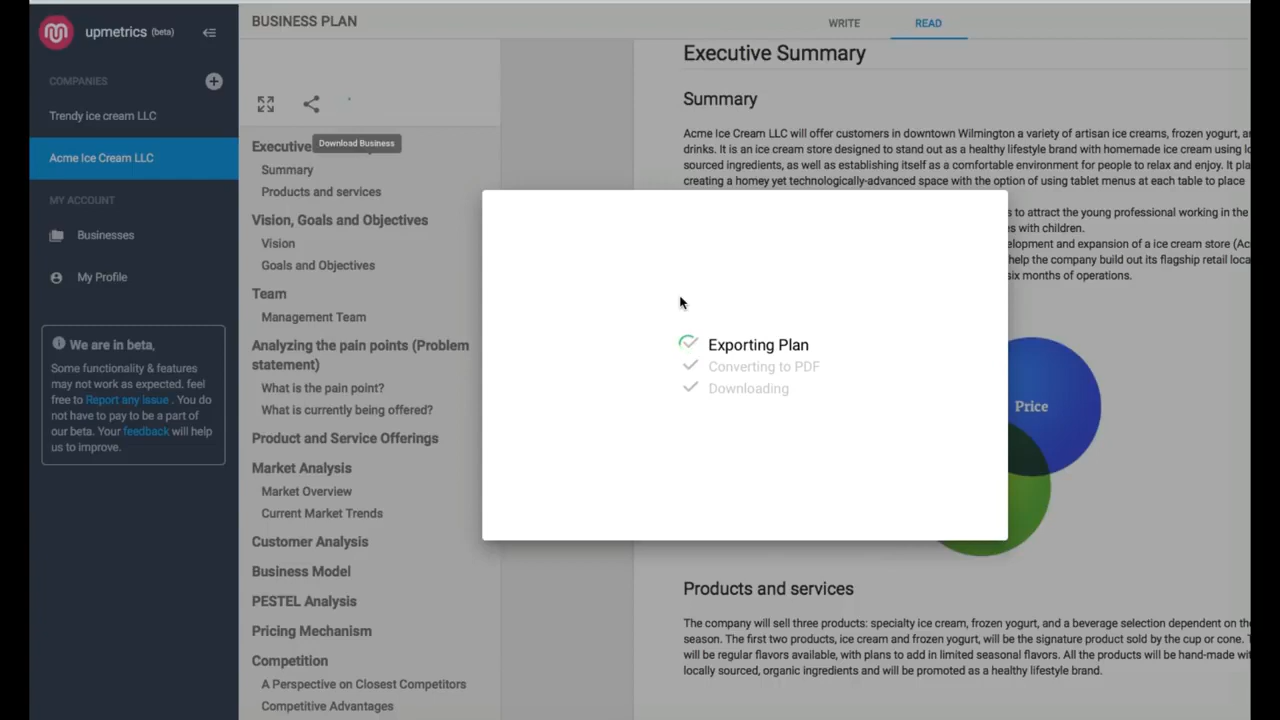 upmetrics (beta)
COMPANIES
Trendy ice cream LLC
Acme Ice Cream LLC
MY ACCOUNT
Businesses
My Profile
We are in beta,
Some functionality & features
may not work as expected. feel
free to Report any issue . You do
not have to pay to be a part of
our beta. Your feedback will help
us to improve.
BUSINESS PLAN
WRITE
READ
Download Business
Executive
Summary
Products and services
Vision, Goals and Objectives
Vision
Goals and Objectives
Team
Management Team
Analyzing the pain points (Problem
statement)
What is the pain point?
What is currently being offered?
Product and Service Offerings
Market Analysis
Market Overview
Current Market Trends
Customer Analysis
Business Model
PESTEL Analysis
Pricing Mechanism
Competition
A Perspective on Closest Competitors
Competitive Advantages
Exporting Plan
Converting to PDF
Downloading
Executive Summary
Summary
Acme Ice Cream LLC will offer customers in downtown Wilmington a variety of artisan ice creams, frozen yogurt,
drinks. It is an ice cream store designed to stand out as a healthy lifestyle brand with homemade ice cream using
sourced ingredients, as well as establishing itself as a comfortable environment for people to relax and enjoy. It
creating a homey yet technologically-advanced space with the option of using tablet menus at each table to place
s to attract the young professional working in the
s with children.
elopment and expansion of a ice cream store
help the company build out its flagship retail
six months of operations.
Price
Products and services
The company will sell three products: specialty ice cream, frozen yogurt, and a beverage selection dependent on the
season. The first two products, ice cream and frozen yogurt, will be the signature product sold by the cup or cone.
will be regular flavors available, with plans to add in limited seasonal flavors. All the products will be hand-made
locally sourced, organic ingredients and will be promoted as a healthy lifestyle brand.